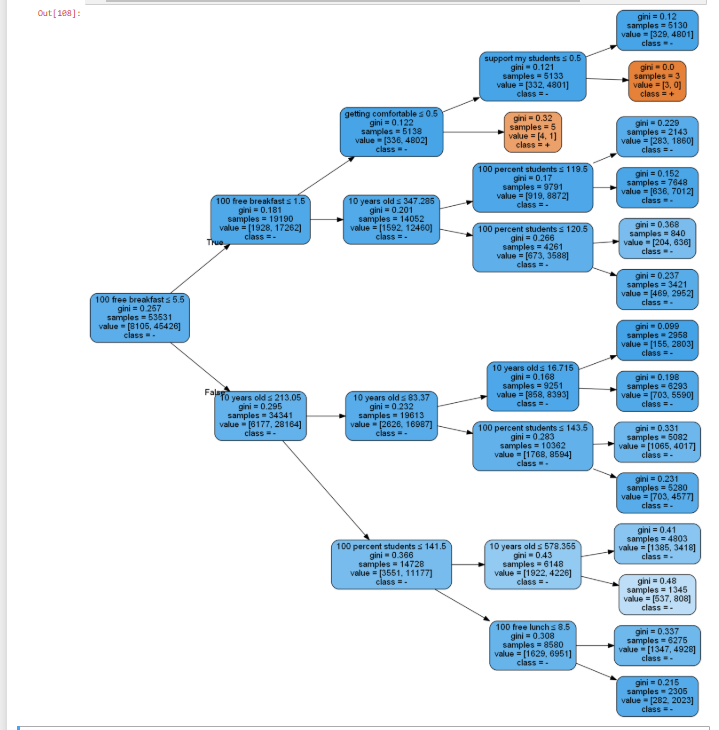 Out[108]:
gini = 0.12
samples = 5130
value = [329, 4801]
class = -
support my students ≤ 0.5
gini = 0.121
samples = 5133
value = [332, 4801]
class = -
gini = 0.0
samples = 3
value = [3, 0]
class = +
getting comfortable ≤ 0.5
gini = 0.122
samples = 5138
value = [336, 4802]
class = -
gini = 0.32
samples = 5
value = [4, 1]
class = +
gini = 0.229
samples = 2143
value = [283, 1860]
class = -
100 percent students ≤ 119.5
gini = 0.17
samples = 9791
value = [919, 8872]
class = -
gini = 0.152
samples = 7648
value = [636, 7012]
class = -
100 free breakfast ≤ 1.5
gini = 0.181
samples = 19190
value = [1928, 17262]
class = -
10 years old ≤ 347.285
gini = 0.201
samples = 14052
value = [1592, 12460]
class = -
100 percent students ≤ 120.5
gini = 0.266
samples = 4261
value = [673, 3588]
class = -
gini = 0.368
samples = 840
value = [204, 636]
class = -
True
gini = 0.237
samples = 3421
value = [469, 2952]
class = -
100 free breakfast ≤ 5.5
gini = 0.257
samples = 53531
value = [8105, 45426]
class = -
gini = 0.099
samples = 2958
value = [155, 2803]
class = -
10 years old ≤ 16.715
gini = 0.168
samples = 9251
value = [858, 8393]
class = -
gini = 0.198
samples = 6293
value = [703, 5590]
class = -
False
10 years old ≤ 213.05
gini = 0.295
samples = 34341
value = [6177, 28164]
class = -
10 years old ≤ 83.37
gini = 0.232
samples = 19613
value = [2626, 16987]
class = -
100 percent students ≤ 143.5
gini = 0.283
samples = 10362
value = [1768, 8594]
class = -
gini = 0.331
samples = 5082
value = [1065, 4017]
class = -
gini = 0.231
samples = 5280
value = [703, 4577]
class = -
100 percent students ≤ 141.5
gini = 0.366
samples = 14728
value = [3551, 11177]
class = -
10 years old ≤ 578.355
gini = 0.43
samples = 6148
value = [1922, 4226]
class = -
gini = 0.41
samples = 4803
value = [1385, 3418]
class = -
gini = 0.48
samples = 1345
value = [537, 808]
class = -
100 free lunch ≤ 8.5
gini = 0.308
samples = 8580
value = [1629, 6951]
class = -
gini = 0.337
samples = 6275
value = [1347, 4928]
class = -
gini = 0.215
samples = 2305
value = [282, 2023]
class = -